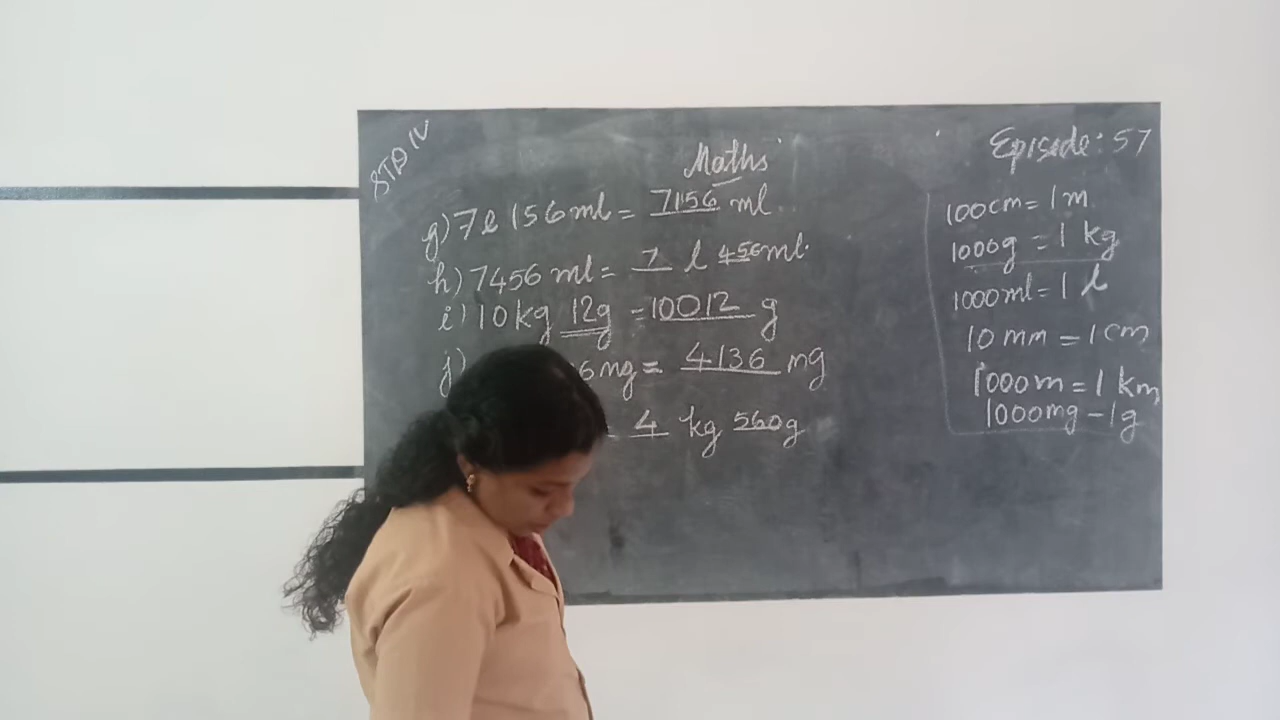 STD IV
Maths
Episode: 57
g) 7l 156ml = 7156 ml
h) 7456 ml = 7 l 456ml
i) 10kg 12g = 10012 g
j) 6mg = 4136 mg
= 4 kg 560g
100cm = 1m
1000g = 1 kg
1000ml = 1 l
10 mm = 1cm
1000m = 1 km
1000mg - 1g